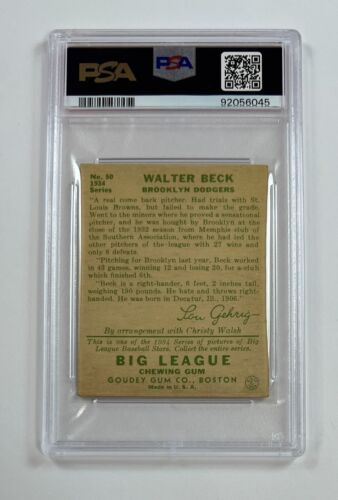 PSA
PSA
92056045
No. 50
1934
Series
WALTER BECK
BROOKLYN DODGERS
"A real come back pitcher. Had trials with St.
Louis Browns, but failed to make the grade.
Went to the minors where he proved a sensational
pitcher, and was signed by Brooklyn at the
close of the 1932 season from Memphis club of
the Southern Association, where he had led the
other pitchers of the league with 27 wins and
only 6 defeats.
"Pitching for Brooklyn last year, Beck worked
in 43 games, winning 12 and losing 20, for a club
which finished 6th.
"Beck is a right-hander, 6 feet, 2 inches tall,
weighing 190 pounds. He bats and throws right-
handed. He was born in Decatur, Ill., 1906."
Lou Gehrig
By arrangement with Christy Walsh
This is one of the 1934 Series of pictures of Big
League Baseball Stars. Collect the entire series.
BIG LEAGUE
CHEWING GUM
GOUDEY GUM CO., BOSTON
Made in U. S. A.